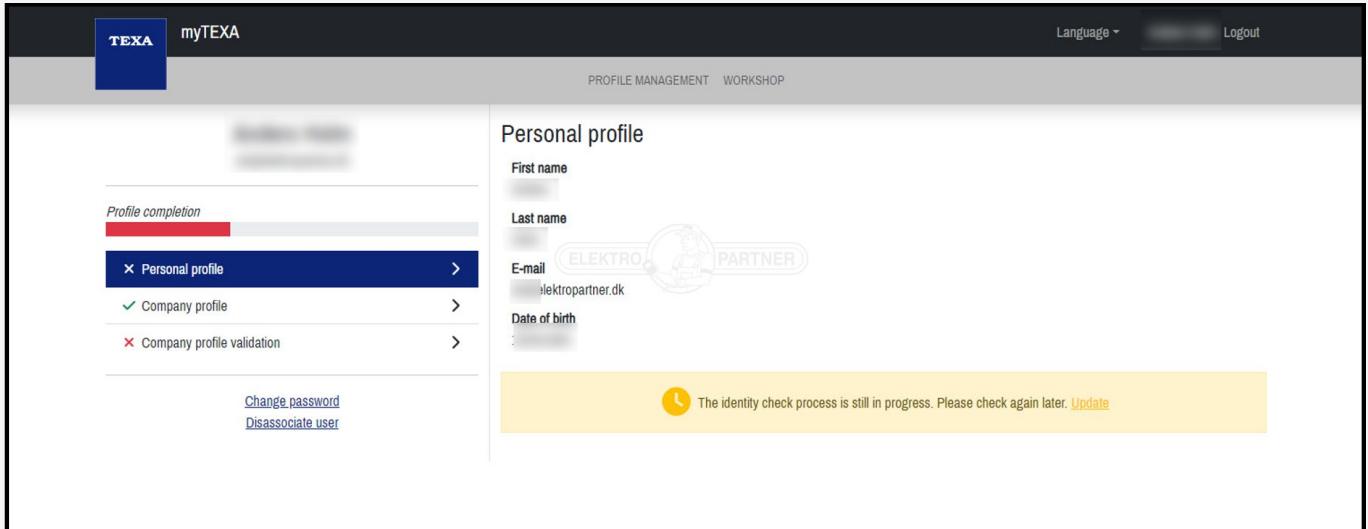 TEXA
myTEXA
Language
Logout
PROFILE MANAGEMENT WORKSHOP
Profile completion
Personal profile
Company profile
Company profile validation
Change password
Disassociate user
Personal profile
First name
Last name
E-mail
elektropartner.dk
Date of birth
The identity check process is still in progress. Please check again later. Update
ELEKTRO PARTNER